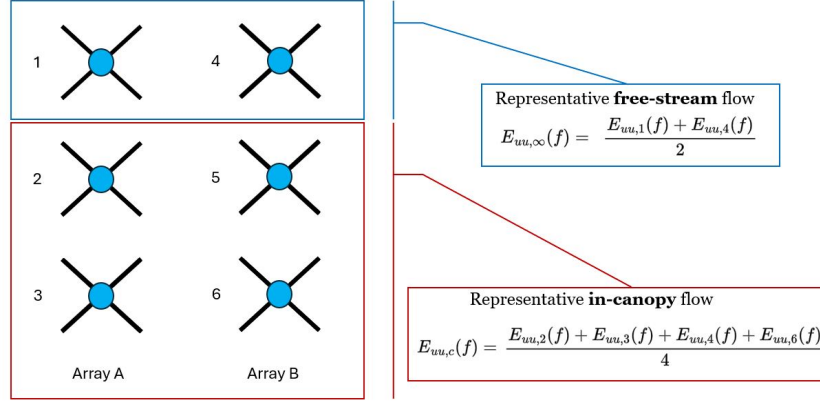 1
4
2
5
3
6
Array A
Array B
Representative free-stream flow
E_{uu,∞}(f) = \frac{E_{uu,1}(f) + E_{uu,4}(f)}{2}
Representative in-canopy flow
E_{uu,c}(f) = \frac{E_{uu,2}(f) + E_{uu,3}(f) + E_{uu,4}(f) + E_{uu,6}(f)}{4}